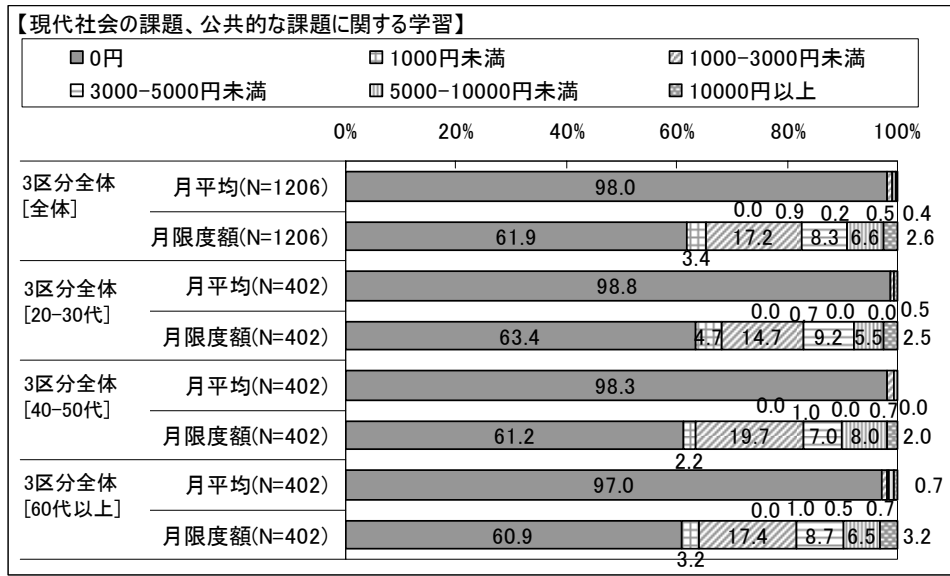 【現代社会の課題、公共的な課題に関する学習】
0円 1000円未満 1000-3000円未満
3000-5000円未満 5000-10000円未満 10000円以上
0% 20% 40% 60% 80% 100%
3区分全体
[全体]
月平均(N=1206) 98.0
0.0 0.9 0.2 0.5 0.4
月限度額(N=1206) 61.9 17.2 8.3 6.6 2.6
3.4
3区分全体
[20-30代]
月平均(N=402) 98.8
0.0 0.7 0.0 0.0 0.5
月限度額(N=402) 63.4 4.7 14.7 9.2 5.5 2.5
3区分全体
[40-50代]
月平均(N=402) 98.3
0.0 1.0 0.0 0.7 0.0
月限度額(N=402) 61.2 19.7 7.0 8.0 2.0
2.2
3区分全体
[60代以上]
月平均(N=402) 97.0 0.7
0.0 1.0 0.5 0.7
月限度額(N=402) 60.9 17.4 8.7 6.5 3.2
3.2